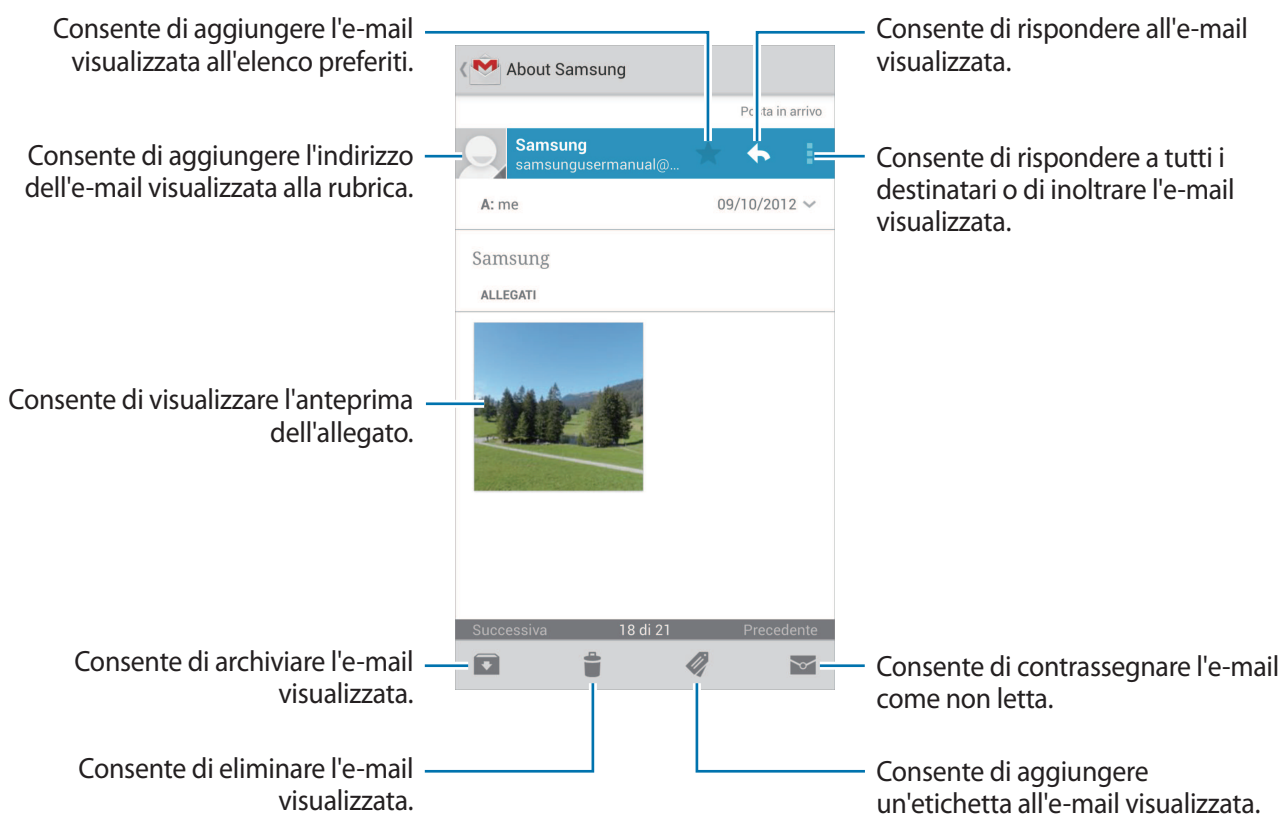 Consente di aggiungere l'e-mail
visualizzata all'elenco preferiti.
Consente di rispondere all'e-mail
visualizzata.
About Samsung
Posta in arrivo
Consente di aggiungere l'indirizzo
dell'e-mail visualizzata alla rubrica.
Samsung
samsungusermanual@...
Consente di rispondere a tutti i
destinatari o di inoltrare l'e-mail
visualizzata.
A: me 09/10/2012
Samsung
ALLEGATI
Consente di visualizzare l'anteprima
dell'allegato.
Successiva 18 di 21 Precedente
Consente di archiviare l'e-mail
visualizzata.
Consente di contrassegnare l'e-mail
come non letta.
Consente di eliminare l'e-mail
visualizzata.
Consente di aggiungere
un'etichetta all'e-mail visualizzata.